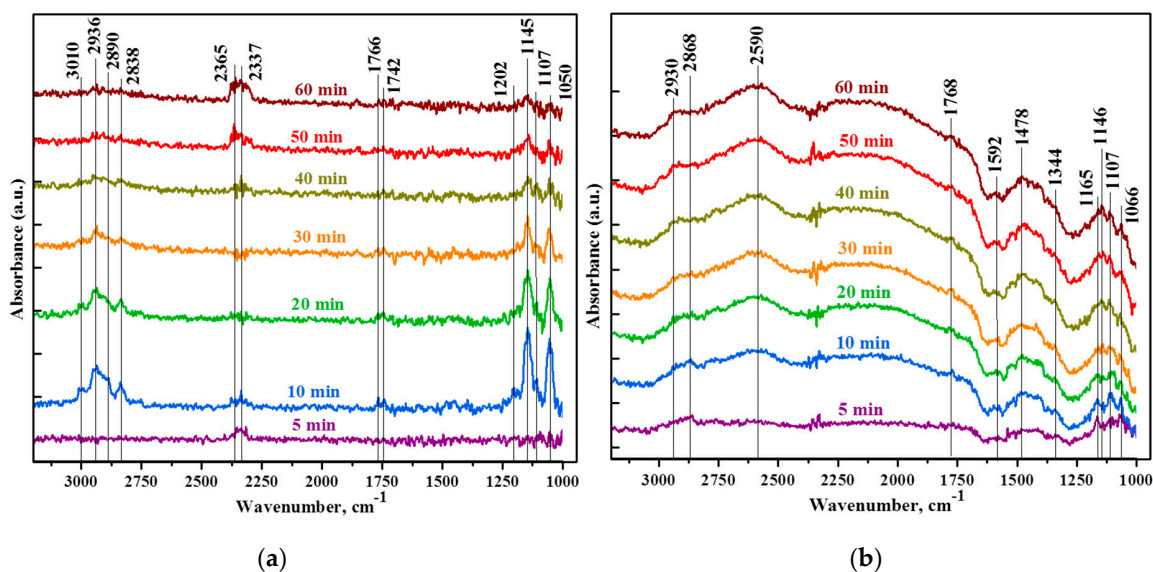 3010
2936
2890
2838
2365
2337
1766
1742
1202
1145
1107
1050
60 min
50 min
40 min
30 min
20 min
10 min
5 min
Absorbance (a.u.)
3000 2750 2500 2250 2000 1750 1500 1250 1000
Wavenumber, cm-1
(a)
2930
2868
2590
1768
1592
1478
1344
1165
1146
1107
1066
60 min
50 min
40 min
30 min
20 min
10 min
5 min
Absorbance (a.u.)
3000 2750 2500 2250 2000 1750 1500 1250 1000
Wavenumber, cm-1
(b)